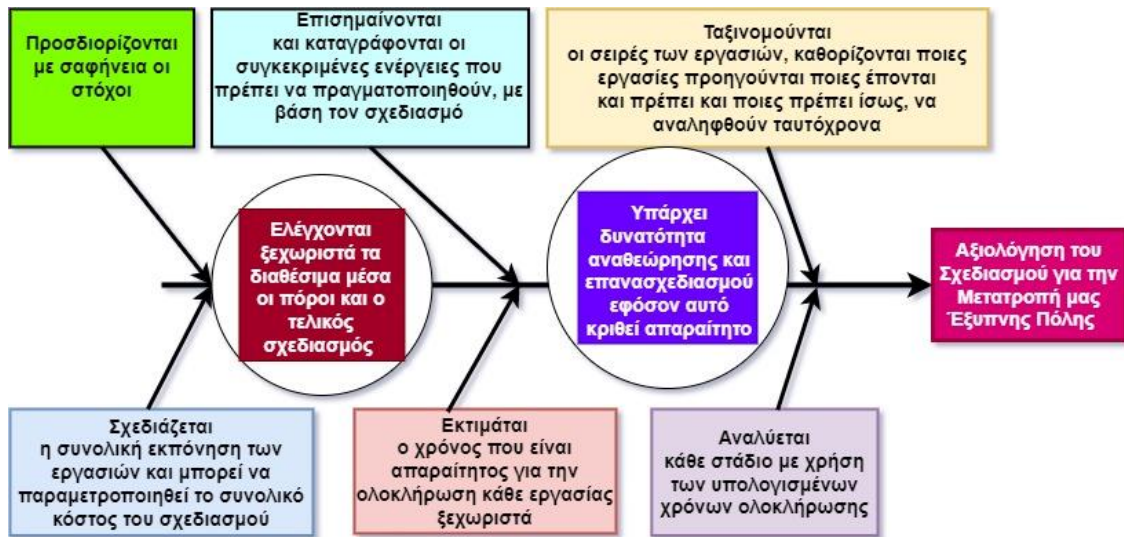 Προσδιορίζονται
με σαφήνεια οι
στόχοι
Επισημαίνονται
και καταγράφονται οι
συγκεκριμένες ενέργειες που
πρέπει να πραγματοποιηθούν, με
βάση τον σχεδιασμό
Ταξινομούνται
οι σειρές των εργασιών, καθορίζονται ποιες
εργασίες προηγούνται ποιες έπονται
και πρέπει και ποιες πρέπει ίσως, να
αναληφθούν ταυτόχρονα
Ελέγχονται
ξεχωριστά τα
διαθέσιμα μέσα
οι πόροι και ο
τελικός
σχεδιασμός
Υπάρχει
δυνατότητα
αναθεώρησης και
επανασχεδιασμού
εφόσον αυτό
κριθεί απαραίτητο
Αξιολόγηση του
Σχεδιασμού για την
Μετατροπή μας
Έξυπνης Πόλης
Σχεδιάζεται
η συνολική εκπόνηση των
εργασιών και μπορεί να
παραμετροποιηθεί το συνολικό
κόστος του σχεδιασμού
Εκτιμάται
ο χρόνος που είναι
απαραίτητος για την
ολοκλήρωση κάθε εργασίας
ξεχωριστά
Αναλύεται
κάθε στάδιο με χρήση
των υπολογισμένων
χρόνων ολοκλήρωσης